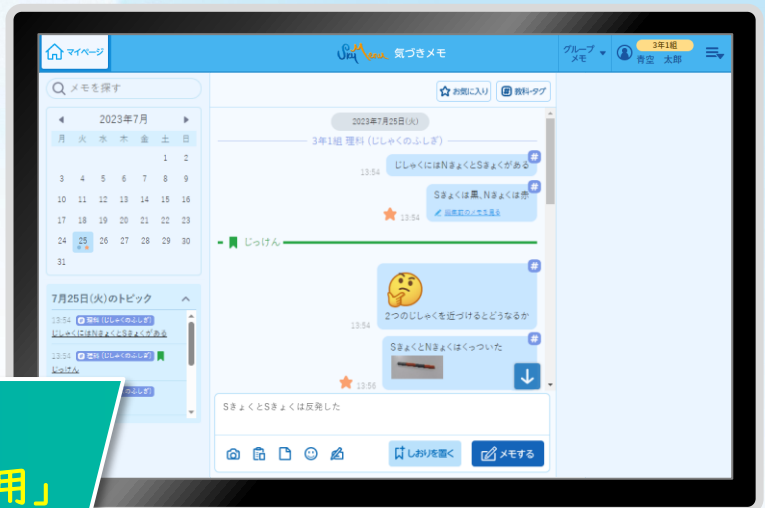 マイページ
気づきメモ
グループ
メモ
3年1組
青空 太郎
メモを探す
お気に入り
教科・タグ
2023年7月
月 火 水 木 金 土 日
1 2
3 4 5 6 7 8 9
10 11 12 13 14 15 16
17 18 19 20 21 22 23
24 25 26 27 28 29 30
31
7月25日(火)のトピック
13:54 理科 (じしゃくのふしぎ)
じしゃくにはNきょくとSきょくがある
13:54 理科 (じしゃくのふしぎ)
じっけん
2023年7月25日(火)
3年1組 理科 (じしゃくのふしぎ)
じしゃくにはNきょくとSきょくがある
13:54
Sきょくは黒、Nきょくは赤
編集前のメモを見る
13:54
じっけん
2つのじしゃくを近づけるとどうなるか
13:54
SきょくとNきょくはくっついた
13:56
SきょくとSきょくは反発した
しおりを置く
メモする
用」